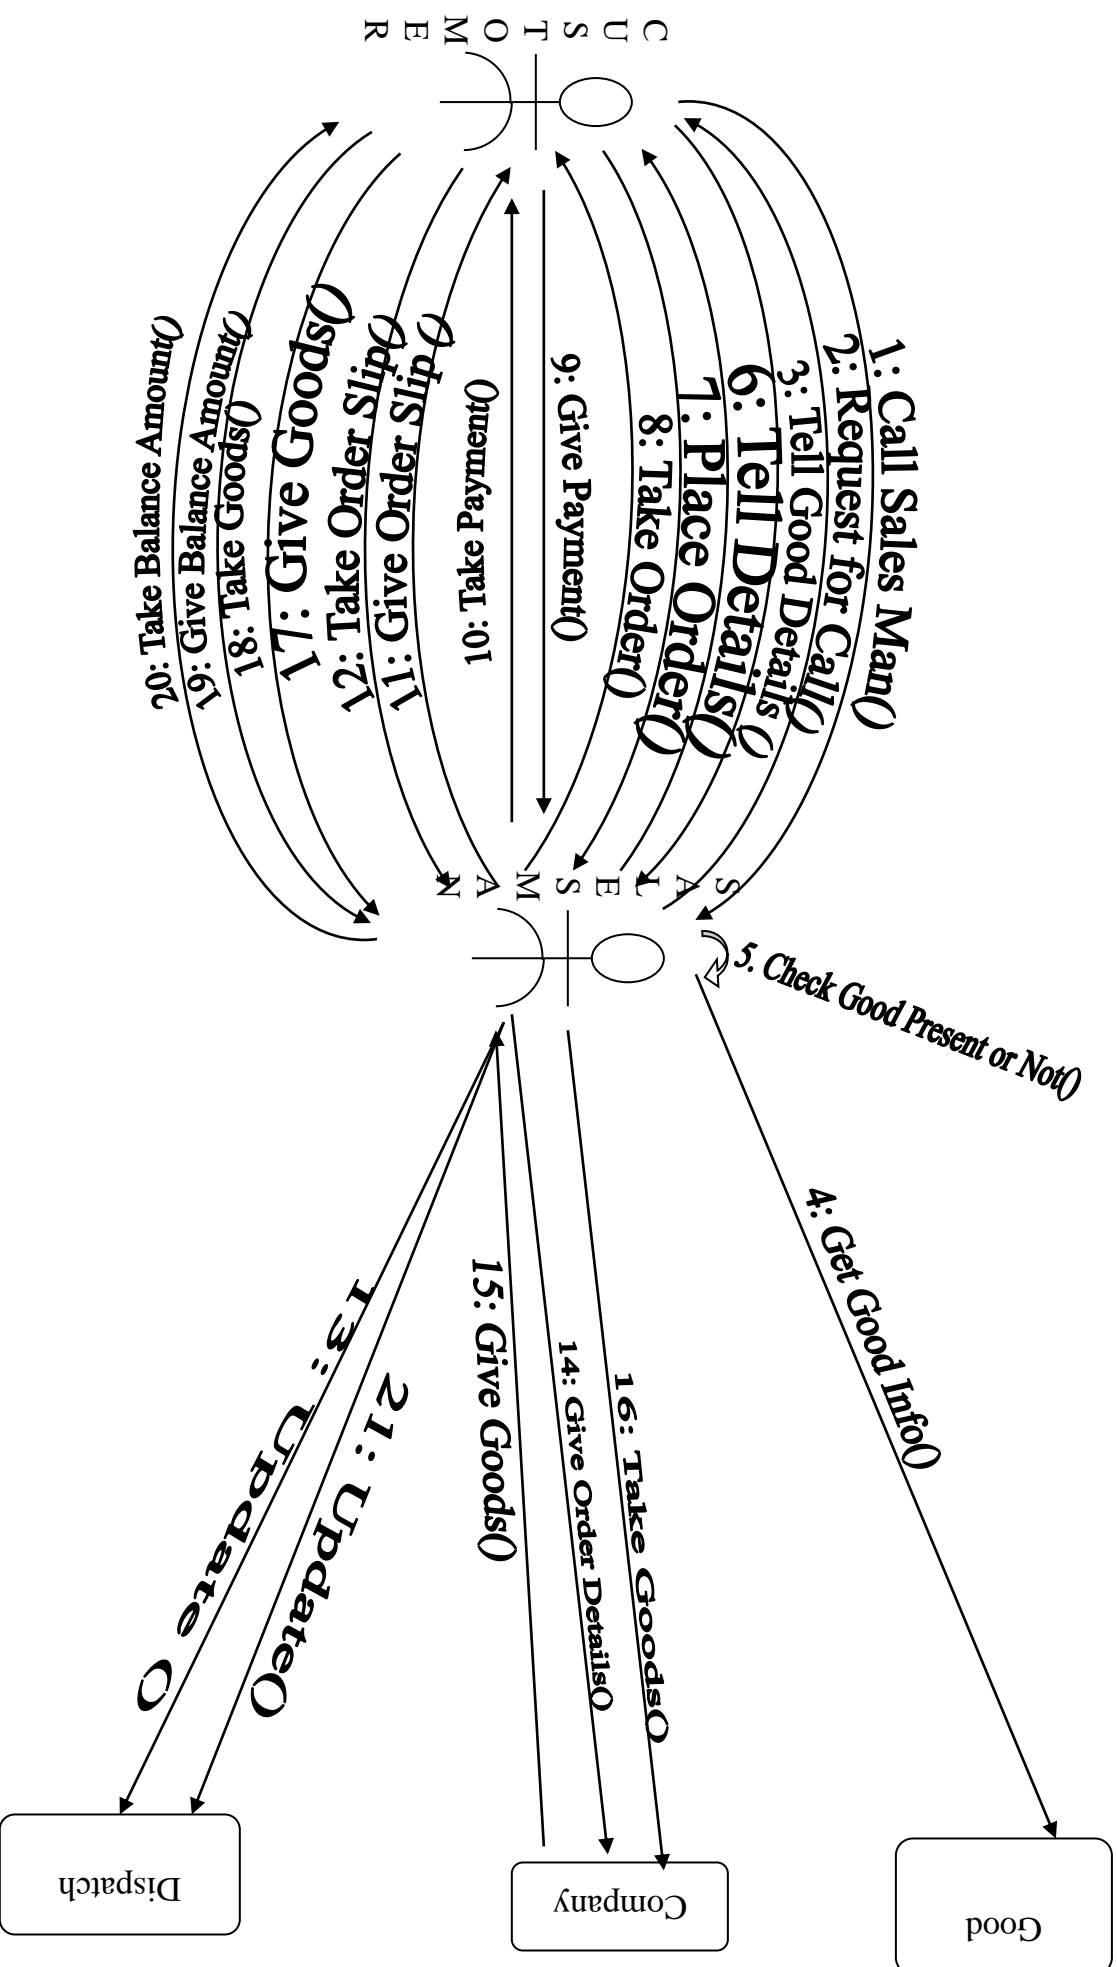 CUSTOMER
1: Call Sales Man()
2: Request for Call()
3: Tell Good Details ()
6: Tell Details()
7: Place Order()
8: Take Order()
9: Give Payment()
10: Take Payment()
11: Give Order Slip ()
12: Take Order Slip()
17: Give Goods()
18: Take Goods()
19: Give Balance Amount()
20: Take Balance Amount()
SALES MAN
5. Check Good Present or Not()
4: Get Good Info()
16: Take Goods()
14: Give Order Details()
15: Give Goods()
21: Update()
13: Update ()
Good
Company
Dispatch